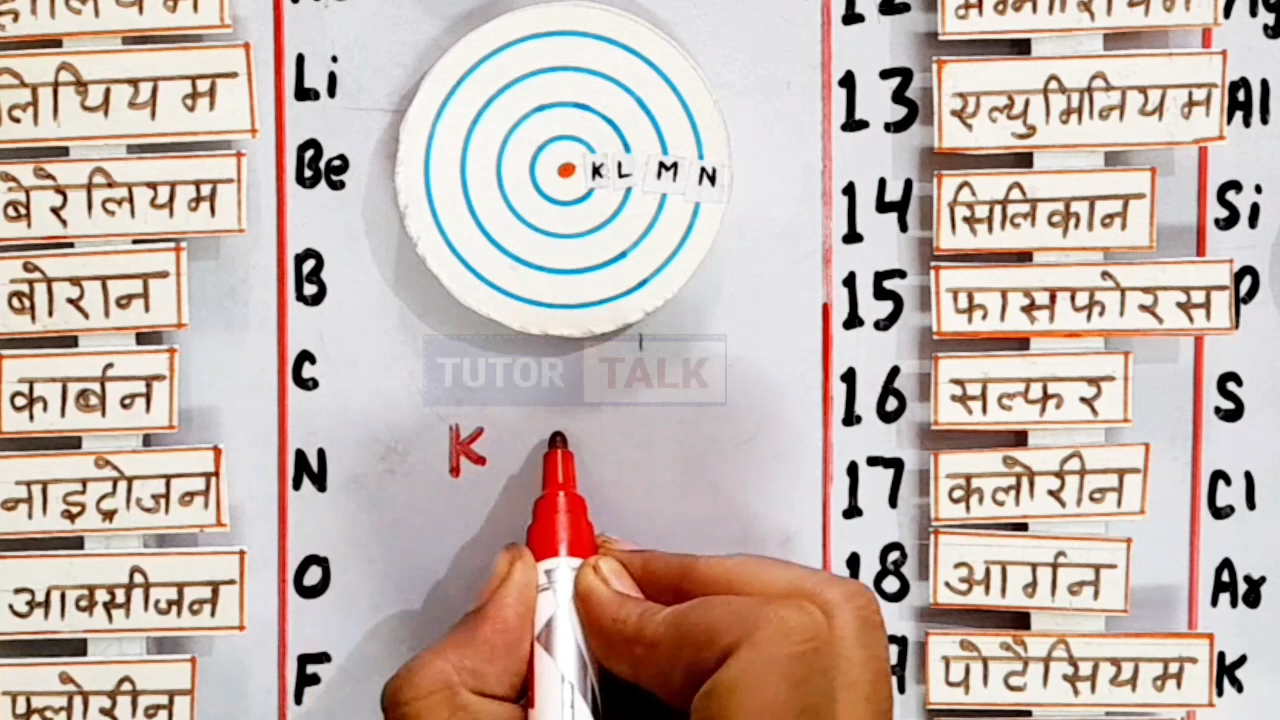 लिथियम
Li
बेरेलियम
Be
बोरान
B
कार्बन
C
नाइट्रोजन
N
आक्सीजन
O
फ्लोरीन
F
K L M N
TUTOR TALK
K
12
13 एल्युमिनियम Al
14 सिलिकान Si
15 फासफोरस P
16 सल्फर S
17 क्लोरीन Cl
18 आर्गन Ar
पोटैसियम K